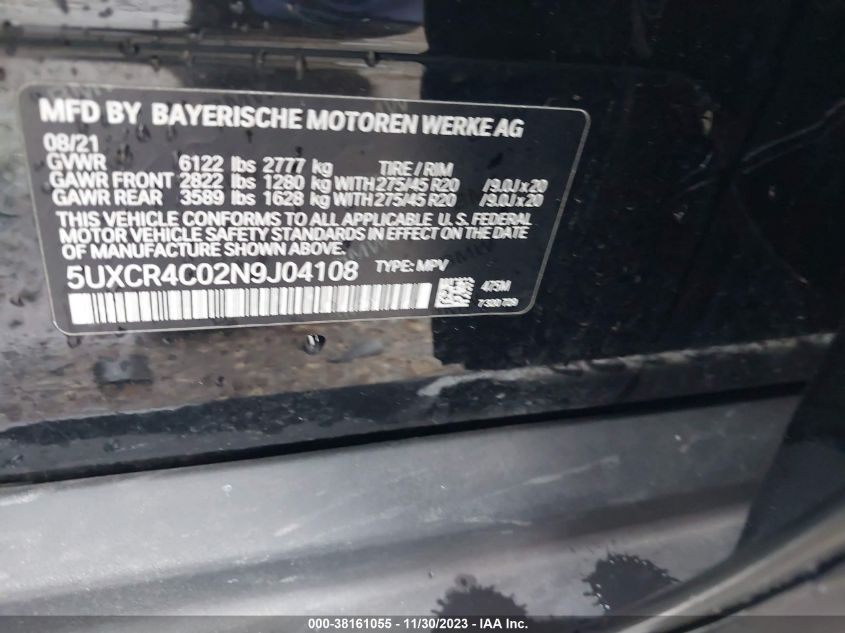 MFD BY BAYERISCHE MOTOREN WERKE AG
08/21
GVWR 6122 lbs 2777 kg TIRE / RIM
GAWR FRONT 2822 lbs 1280 kg WITH 275/45 R20 /9.0J x 20
GAWR REAR 3589 lbs 1628 kg WITH 275/45 R20 /9.0J x 20
THIS VEHICLE CONFORMS TO ALL APPLICABLE U. S. FEDERAL
MOTOR VEHICLE SAFETY STANDARDS IN EFFECT ON THE DATE
OF MANUFACTURE SHOWN ABOVE.
5UXCR4C02N9J04108 TYPE: MPV
475M
000-38161055 — 11/30/2023 — IAA Inc.